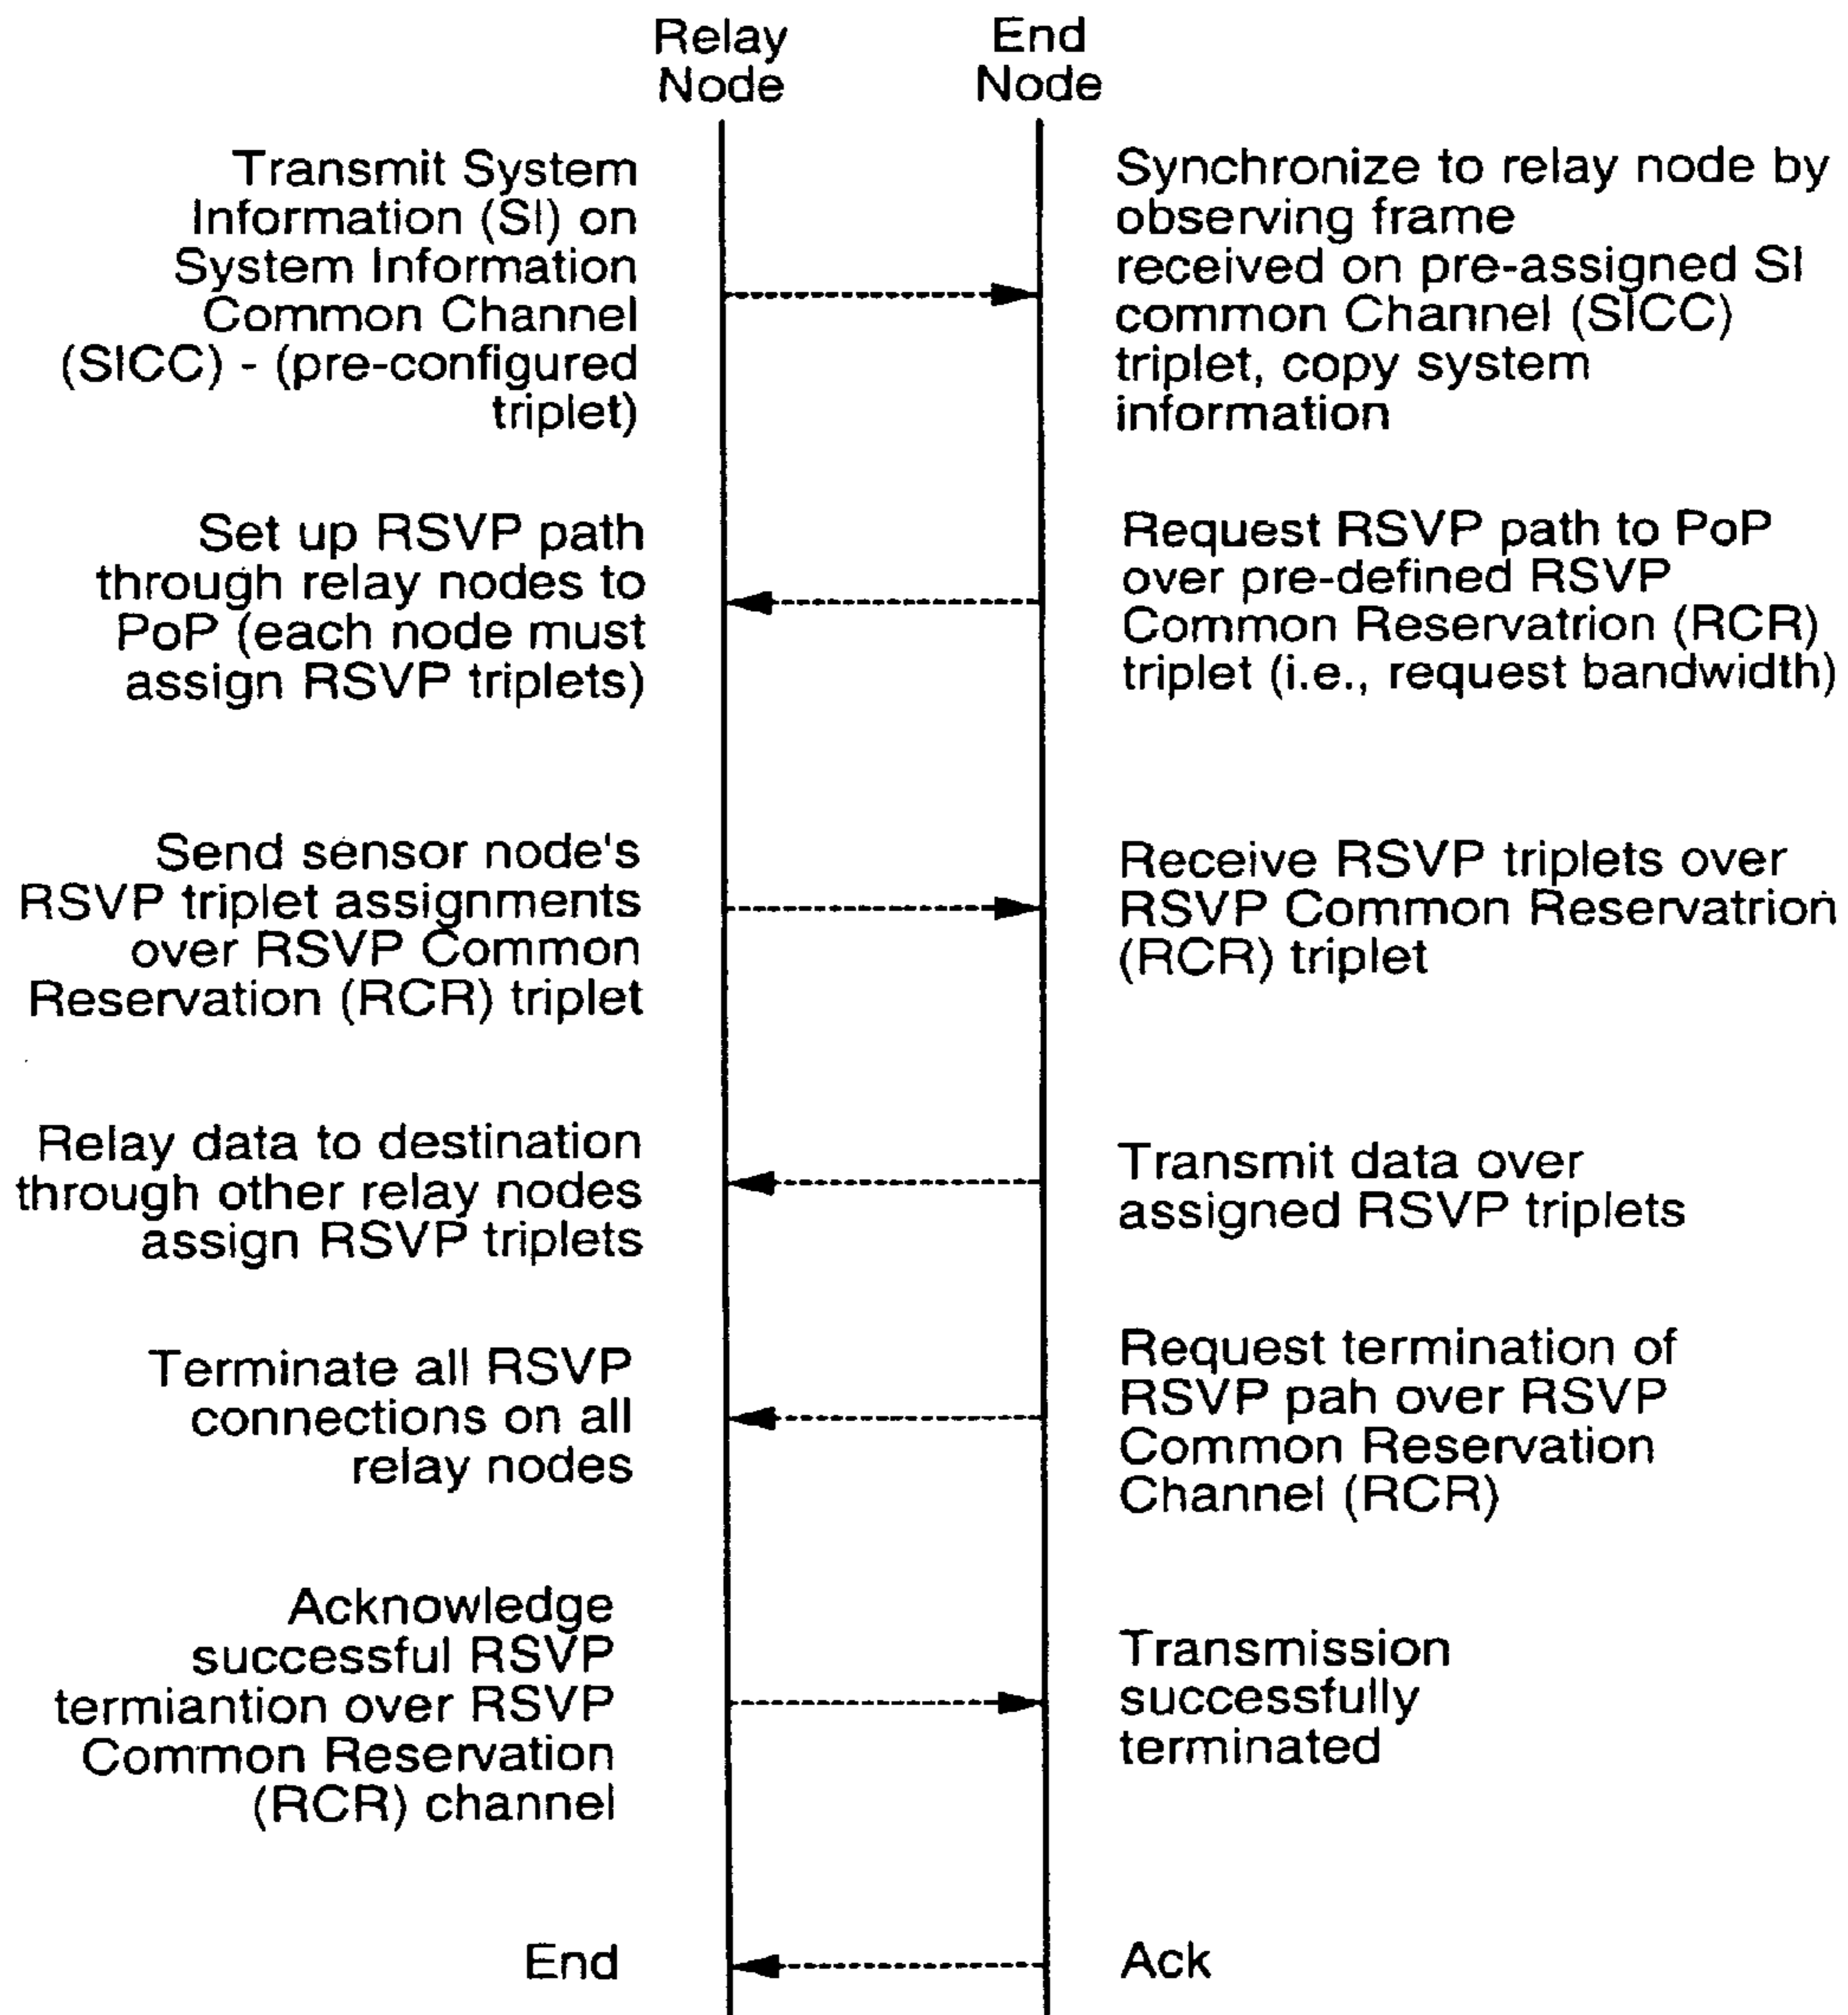 Relay
Node
End
Node
Transmit System
Information (SI) on
System Information
Common Channel
(SICC) - (pre-configured
triplet)
Synchronize to relay node by
observing frame
received on pre-assigned SI
common Channel (SICC)
triplet, copy system
information
Set up RSVP path
through relay nodes to
PoP (each node must
assign RSVP triplets)
Request RSVP path to PoP
over pre-defined RSVP
Common Reservatrion (RCR)
triplet (i.e., request bandwidth)
Send sensor node's
RSVP triplet assignments
over RSVP Common
Reservation (RCR) triplet
Receive RSVP triplets over
RSVP Common Reservatrion
(RCR) triplet
Relay data to destination
through other relay nodes
assign RSVP triplets
Transmit data over
assigned RSVP triplets
Terminate all RSVP
connections on all
relay nodes
Request termination of
RSVP pah over RSVP
Common Reservation
Channel (RCR)
Acknowledge
successful RSVP
termiantion over RSVP
Common Reservation
(RCR) channel
Transmission
successfully
terminated
End
Ack